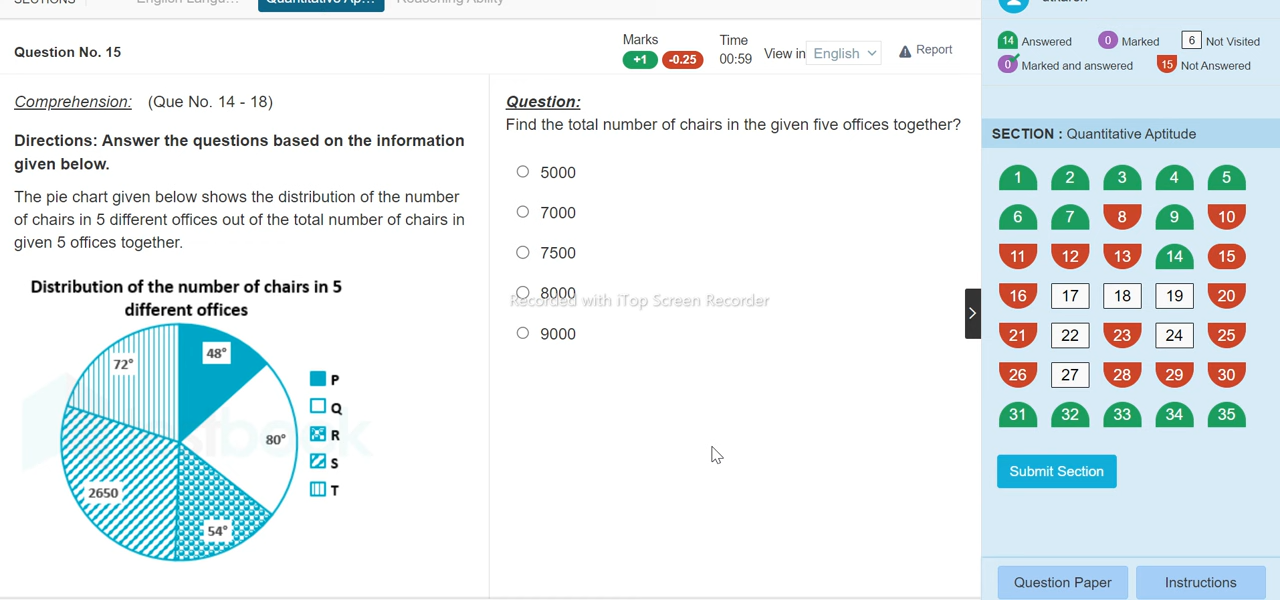 SECTIONS
English Langu...
Quantitative Ap...
Reasoning Ability
Question No. 15
Marks
+1
-0.25
Time
00:59
View in
English
Report
Comprehension: (Que No. 14 - 18)
Directions: Answer the questions based on the information
given below.
The pie chart given below shows the distribution of the number
of chairs in 5 different offices out of the total number of chairs in
given 5 offices together.
Distribution of the number of chairs in 5
different offices
72°
48°
80°
2650
54°
P
Q
R
S
T
Question:
Find the total number of chairs in the given five offices together?
5000
7000
7500
8000
9000
Recorded with iTop Screen Recorder
14 Answered
0 Marked
6 Not Visited
0 Marked and answered
15 Not Answered
SECTION : Quantitative Aptitude
1 2 3 4 5
6 7 8 9 10
11 12 13 14 15
16 17 18 19 20
21 22 23 24 25
26 27 28 29 30
31 32 33 34 35
Submit Section
Question Paper
Instructions